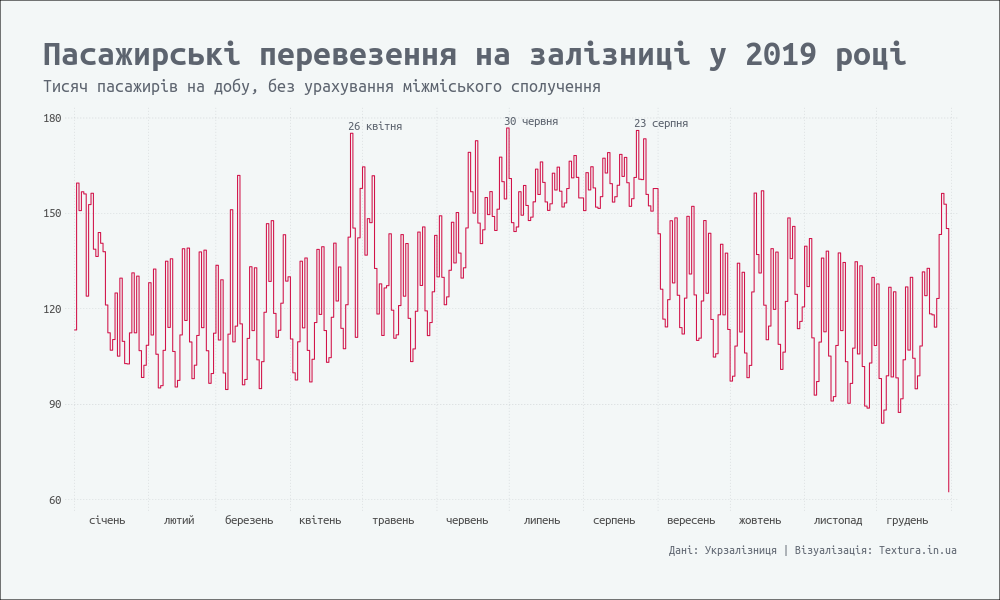 Пасажирські перевезення на залізниці у 2019 році
Тисяч пасажирів на добу, без урахування міжміського сполучення
180
26 квітня
30 червня
23 серпня
150
120
90
60
січень лютий березень квітень травень червень липень серпень вересень жовтень листопад грудень
Дані: Укрзалізниця | Візуалізація: Textura.in.ua